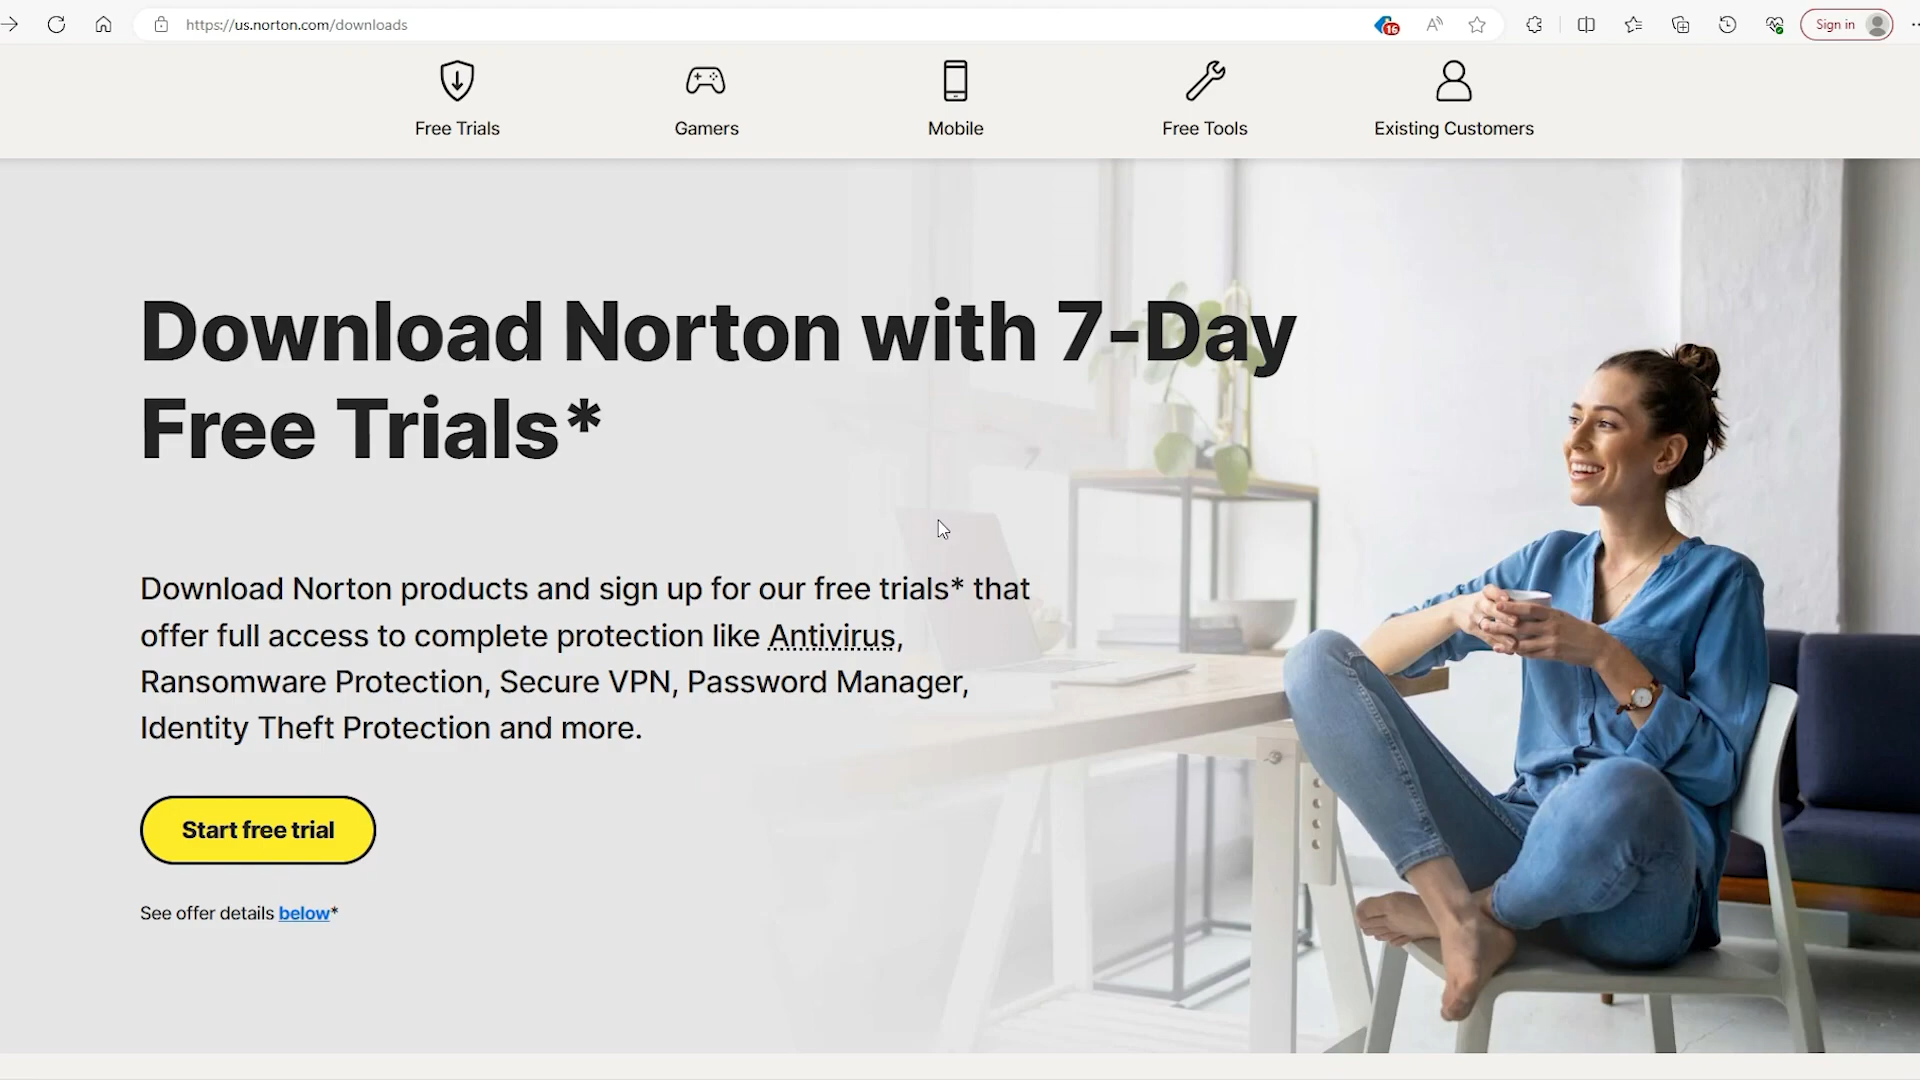 https://us.norton.com/downloads
16
Sign in
Free Trials
Gamers
Mobile
Free Tools
Existing Customers
Download Norton with 7-Day
Free Trials*
Download Norton products and sign up for our free trials* that
offer full access to complete protection like Antivirus,
Ransomware Protection, Secure VPN, Password Manager,
Identity Theft Protection and more.
Start free trial
See offer details below*